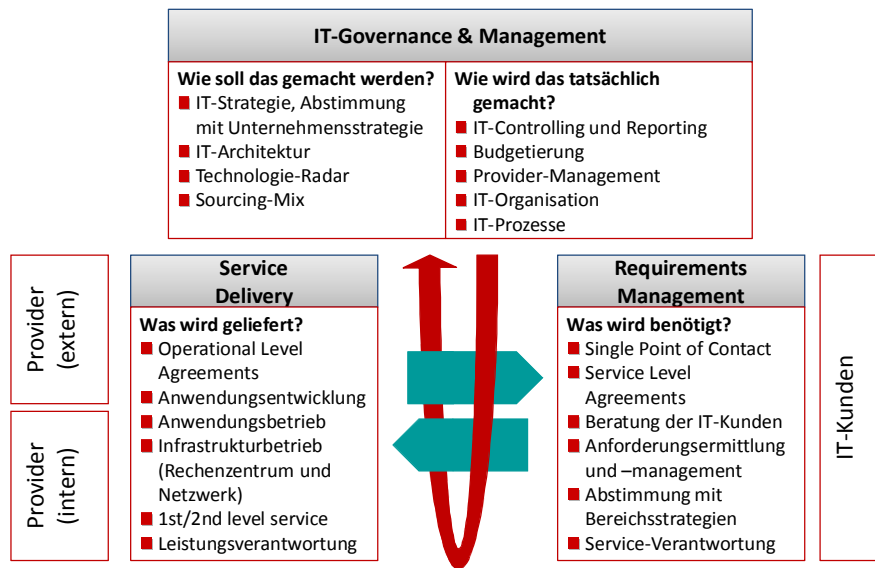 IT-Governance & Management
Wie soll das gemacht werden?
IT-Strategie, Abstimmung
mit Unternehmensstrategie
IT-Architektur
Technologie-Radar
Sourcing-Mix
Wie wird das tatsächlich
gemacht?
IT-Controlling und Reporting
Budgetierung
Provider-Management
IT-Organisation
IT-Prozesse
Provider
(extern)
Provider
(intern)
Service
Delivery
Was wird geliefert?
Operational Level
Agreements
Anwendungsentwicklung
Anwendungsbetrieb
Infrastrukturbetrieb
(Rechenzentrum und
Netzwerk)
1st/2nd level service
Leistungsverantwortung
Requirements
Management
Was wird benötigt?
Single Point of Contact
Service Level
Agreements
Beratung der IT-Kunden
Anforderungsermittlung
und –management
Abstimmung mit
Bereichsstrategien
Service-Verantwortung
IT-Kunden